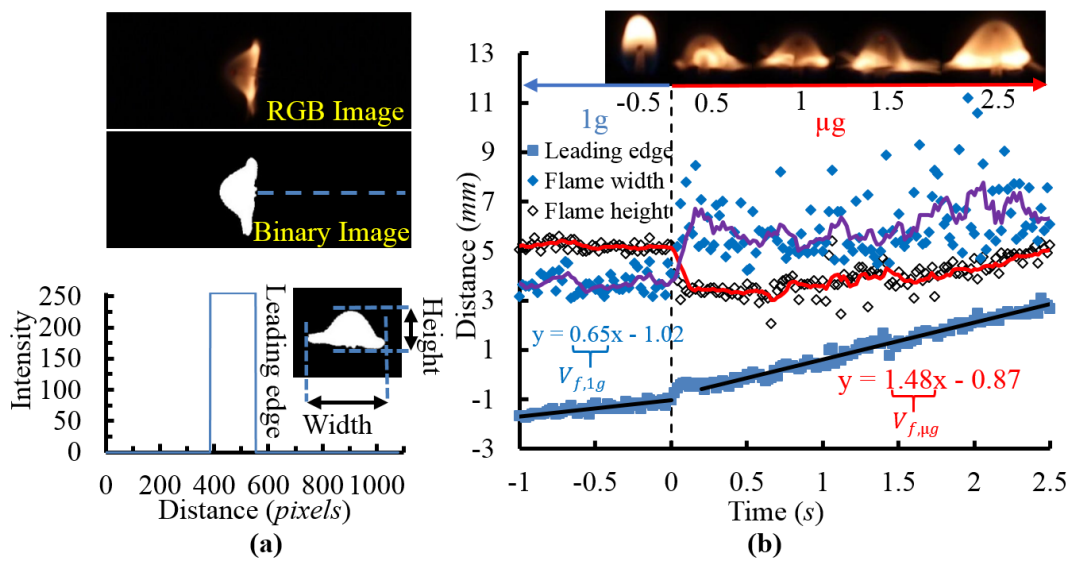 RGB Image
Binary Image
Intensity
250
200
150
100
50
0
Leading edge
Height
Width
0 200 400 600 800 1000
Distance (pixels)
(a)
(b)
Distance (mm)
13
11
9
7
5
3
1
-1
-3
-0.5 0.5 1 1.5 2.5
1g
µg
Leading edge
Flame width
Flame height
y = 0.65x - 1.02
Vf,1g
y = 1.48x - 0.87
Vf,µg
-1 -0.5 0 0.5 1 1.5 2 2.5
Time (s)
(b)